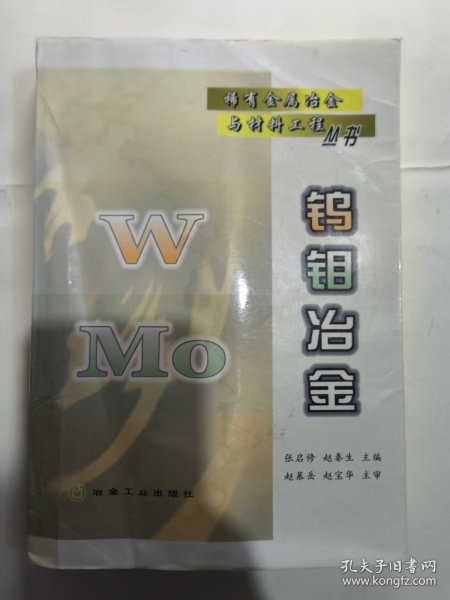 稀有金属冶金
与材料工程丛书
钨钼冶金
W
Mo
张启修 赵秦生 主编
赵慕岳 赵宝华 主审
冶金工业出版社
孔夫子旧书网
www.kongfz.com